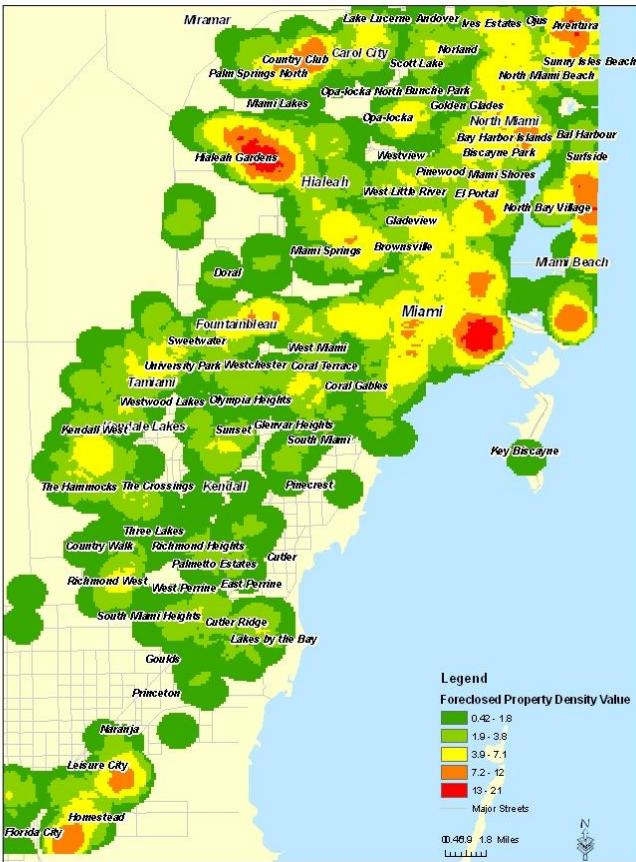 Miramar
Lake Lucerne
Andover
Ives Estates
Ojus
Aventura
Country Club
Carol City
Norland
Scott Lake
Sunny Isles Beach
Palm Springs North
North Miami Beach
Opa-locka North
Bunche Park
Miami Lakes
Golden Glades
Opa-locka
North Miami
Bay Harbor Islands
Bal Harbour
Hialeah Gardens
Westview
Biscayne Park
Surfside
Hialeah
Pinewood
Miami Shores
West Little River
El Portal
North Bay Village
Gladeview
Miami Springs
Brownsville
Miami Beach
Doral
Fountainbleau
Miami
Sweetwater
West Miami
University Park
Westchester
Coral Terrace
Tamiami
Coral Gables
Westwood Lakes
Olympia Heights
Kendall West
Kendale Lakes
Sunset
Glenvar Heights
South Miami
Key Biscayne
The Hammocks
The Crossings
Kendall
Pinecrest
Three Lakes
Country Walk
Richmond Heights
Cutler
Palmetto Estates
Richmond West
West Perrine
East Perrine
South Miami Heights
Cutler Ridge
Lakes by the Bay
Goulds
Princeton
Naranja
Leisure City
Homestead
Florida City
Legend
Foreclosed Property Density Value
0.42 - 1.8
1.9 - 3.8
3.9 - 7.1
7.2 - 12
13 - 21
Major Streets
1.8 Miles
N